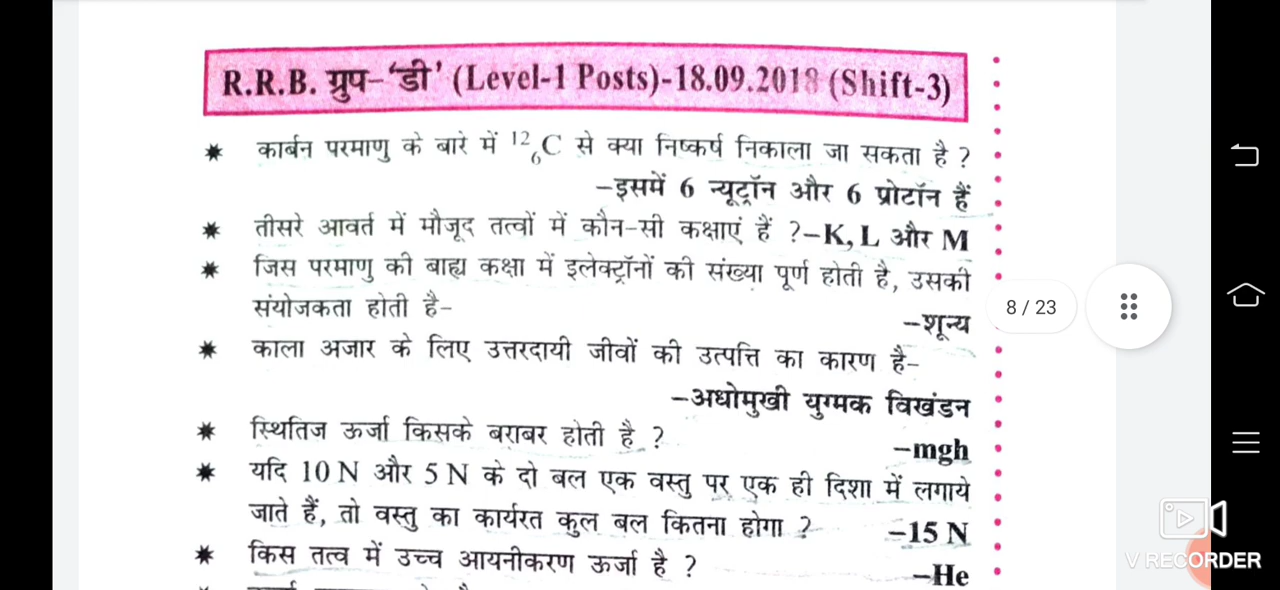 R.R.B. ग्रुप–‘डी’ (Level-1 Posts)-18.09.2018 (Shift-3)
✷ कार्बन परमाणु के बारे में ¹²₆C से क्या निष्कर्ष निकाला जा सकता है ?
–इसमें 6 न्यूट्रॉन और 6 प्रोटॉन हैं
✷ तीसरे आवर्त में मौजूद तत्वों में कौन-सी कक्षाएं हैं ?–K, L और M
✷ जिस परमाणु की बाह्य कक्षा में इलेक्ट्रॉनों की संख्या पूर्ण होती है, उसकी
संयोजकता होती है–
–शून्य
✷ काला अजार के लिए उत्तरदायी जीवों की उत्पत्ति का कारण है–
–अधोमुखी युग्मक विखंडन
✷ स्थितिज ऊर्जा किसके बराबर होती है ?
–mgh
✷ यदि 10 N और 5 N के दो बल एक वस्तु पर एक ही दिशा में लगाये
जाते हैं, तो वस्तु का कार्यरत कुल बल कितना होगा ? –15 N
✷ किस तत्व में उच्च आयनीकरण ऊर्जा है ?
–He
8 / 23
V RECORDER